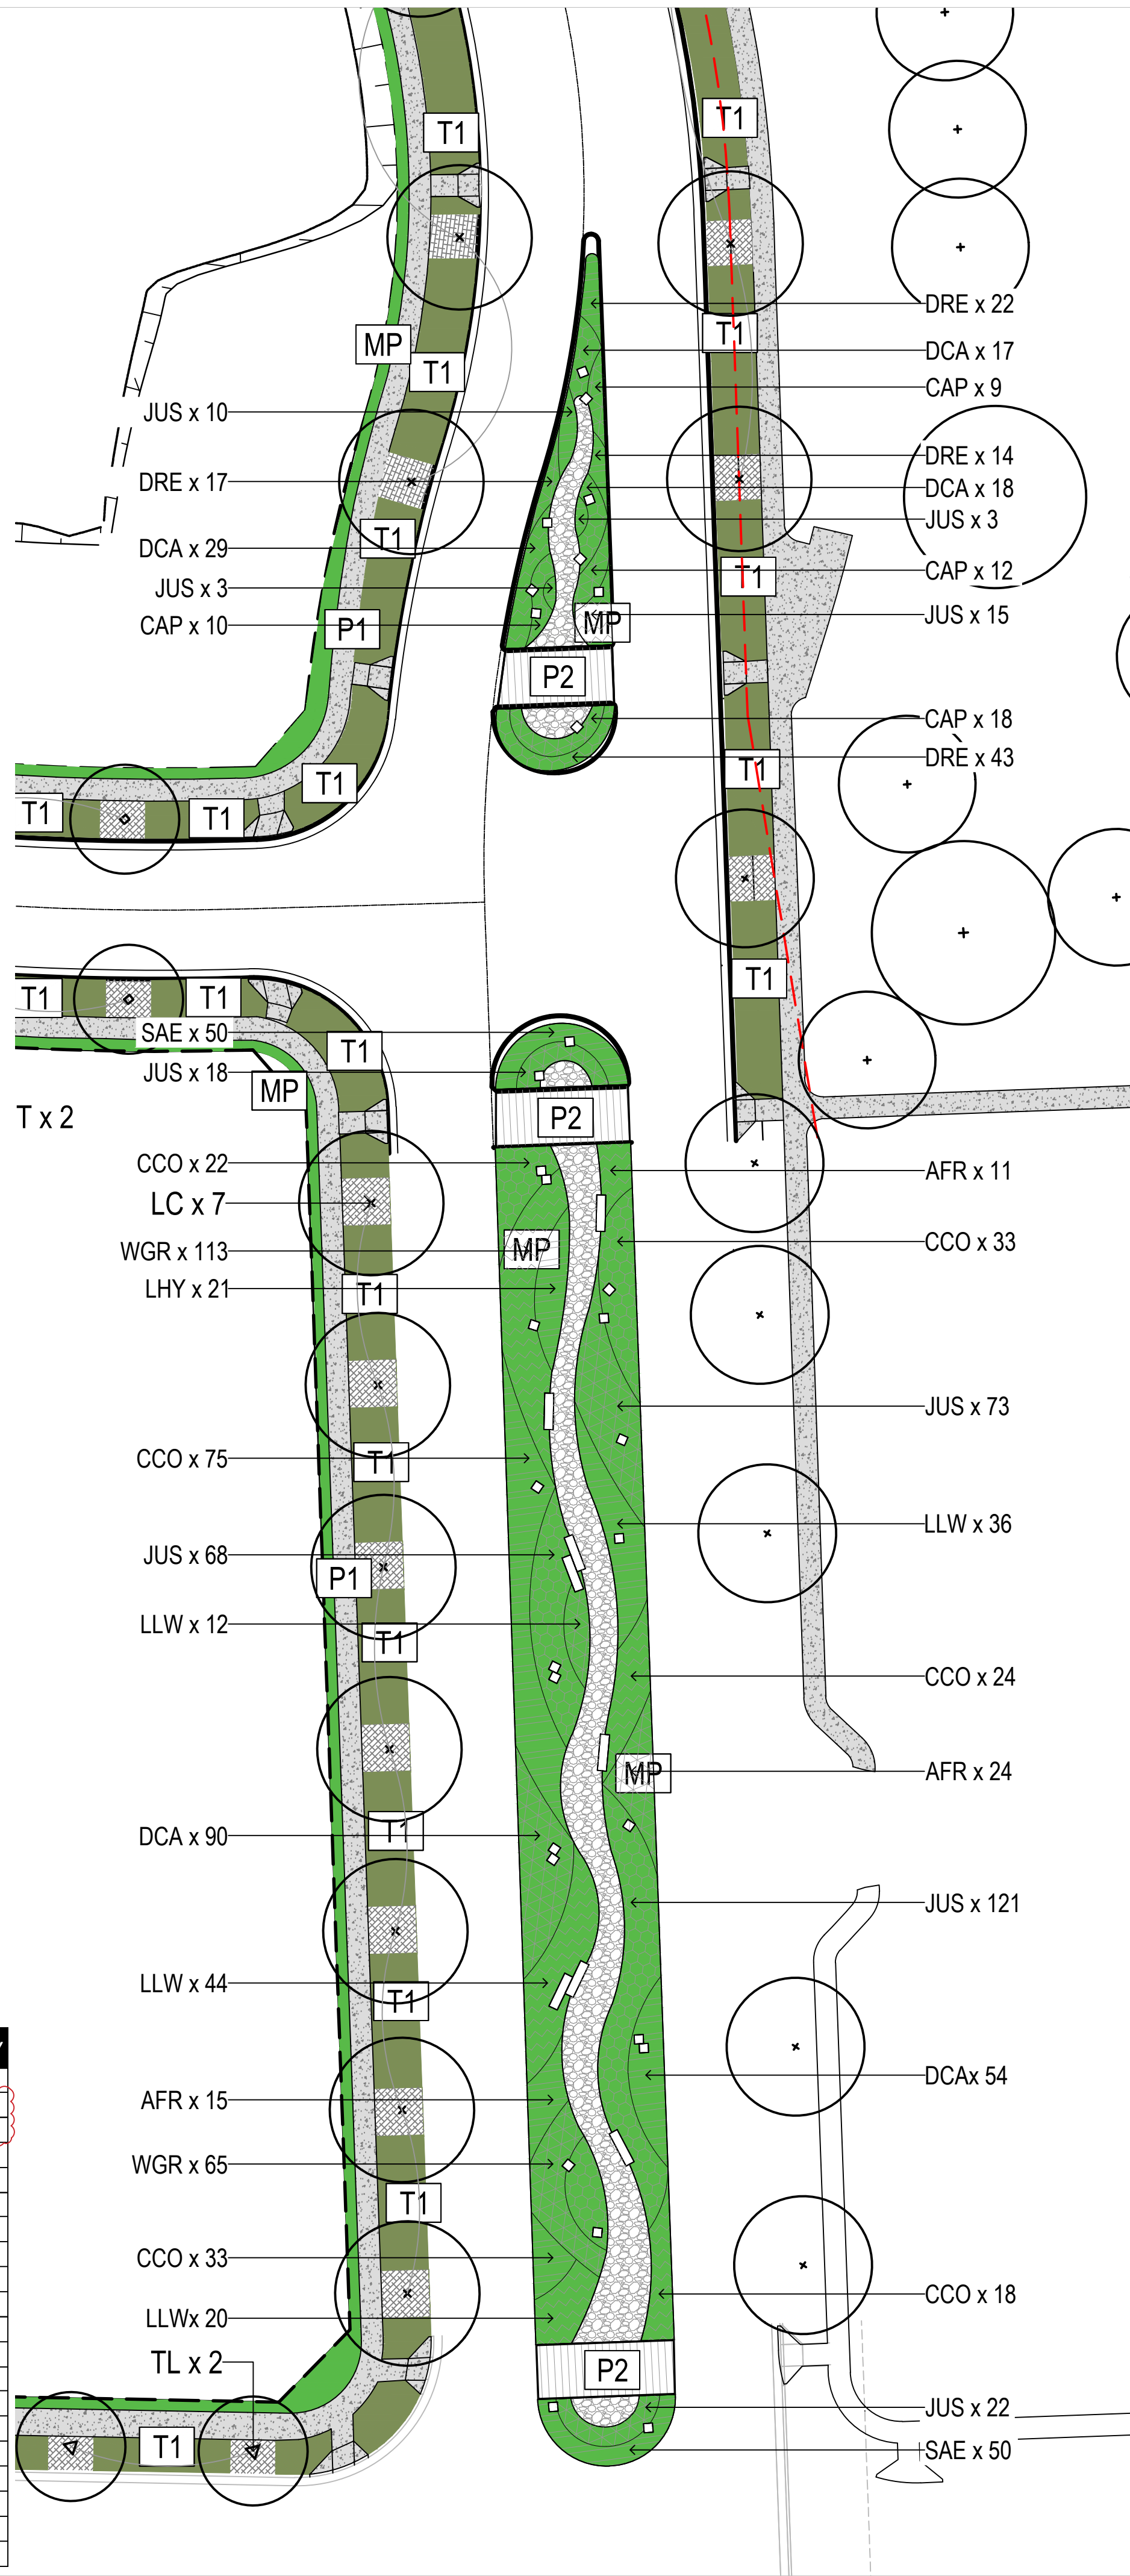 T1
T1
DRE x 22
T1
MP
DCA x 17
T1
CAP x 9
JUS x 10
DRE x 14
DRE x 17
DCA x 18
JUS x 3
T1
DCA x 29
CAP x 12
T1
JUS x 3
JUS x 15
CAP x 10
P1
MP
P2
CAP x 18
DRE x 43
T1
T1
T1
T1
T1
T1
T1
SAE x 50
T1
JUS x 18
MP
P2
T x 2
CCO x 22
AFR x 11
LC x 7
CCO x 33
WGR x 113
MP
LHY x 21
T1
JUS x 73
CCO x 75
T1
LLW x 36
JUS x 68
P1
LLW x 12
T1
CCO x 24
AFR x 24
MP
DCA x 90
T1
JUS x 121
LLW x 44
T1
DCAx 54
AFR x 15
WGR x 65
T1
CCO x 33
CCO x 18
LLWx 20
TL x 2
P2
JUS x 22
T1
SAE x 50